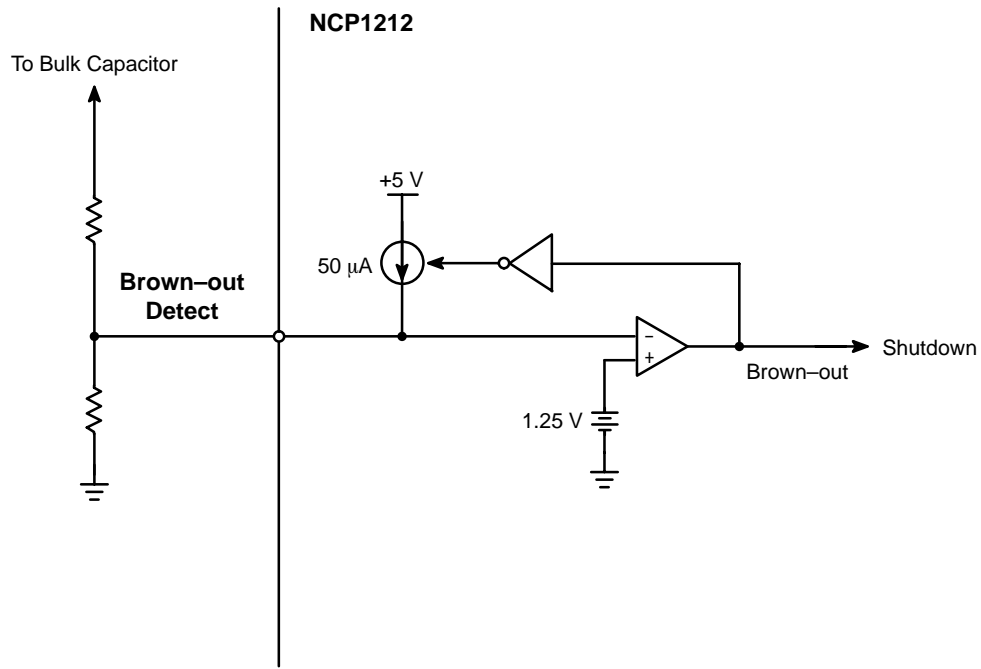 NCP1212
To Bulk Capacitor
+5 V
50 μA
Brown–out
Detect
–
+
Shutdown
Brown–out
1.25 V